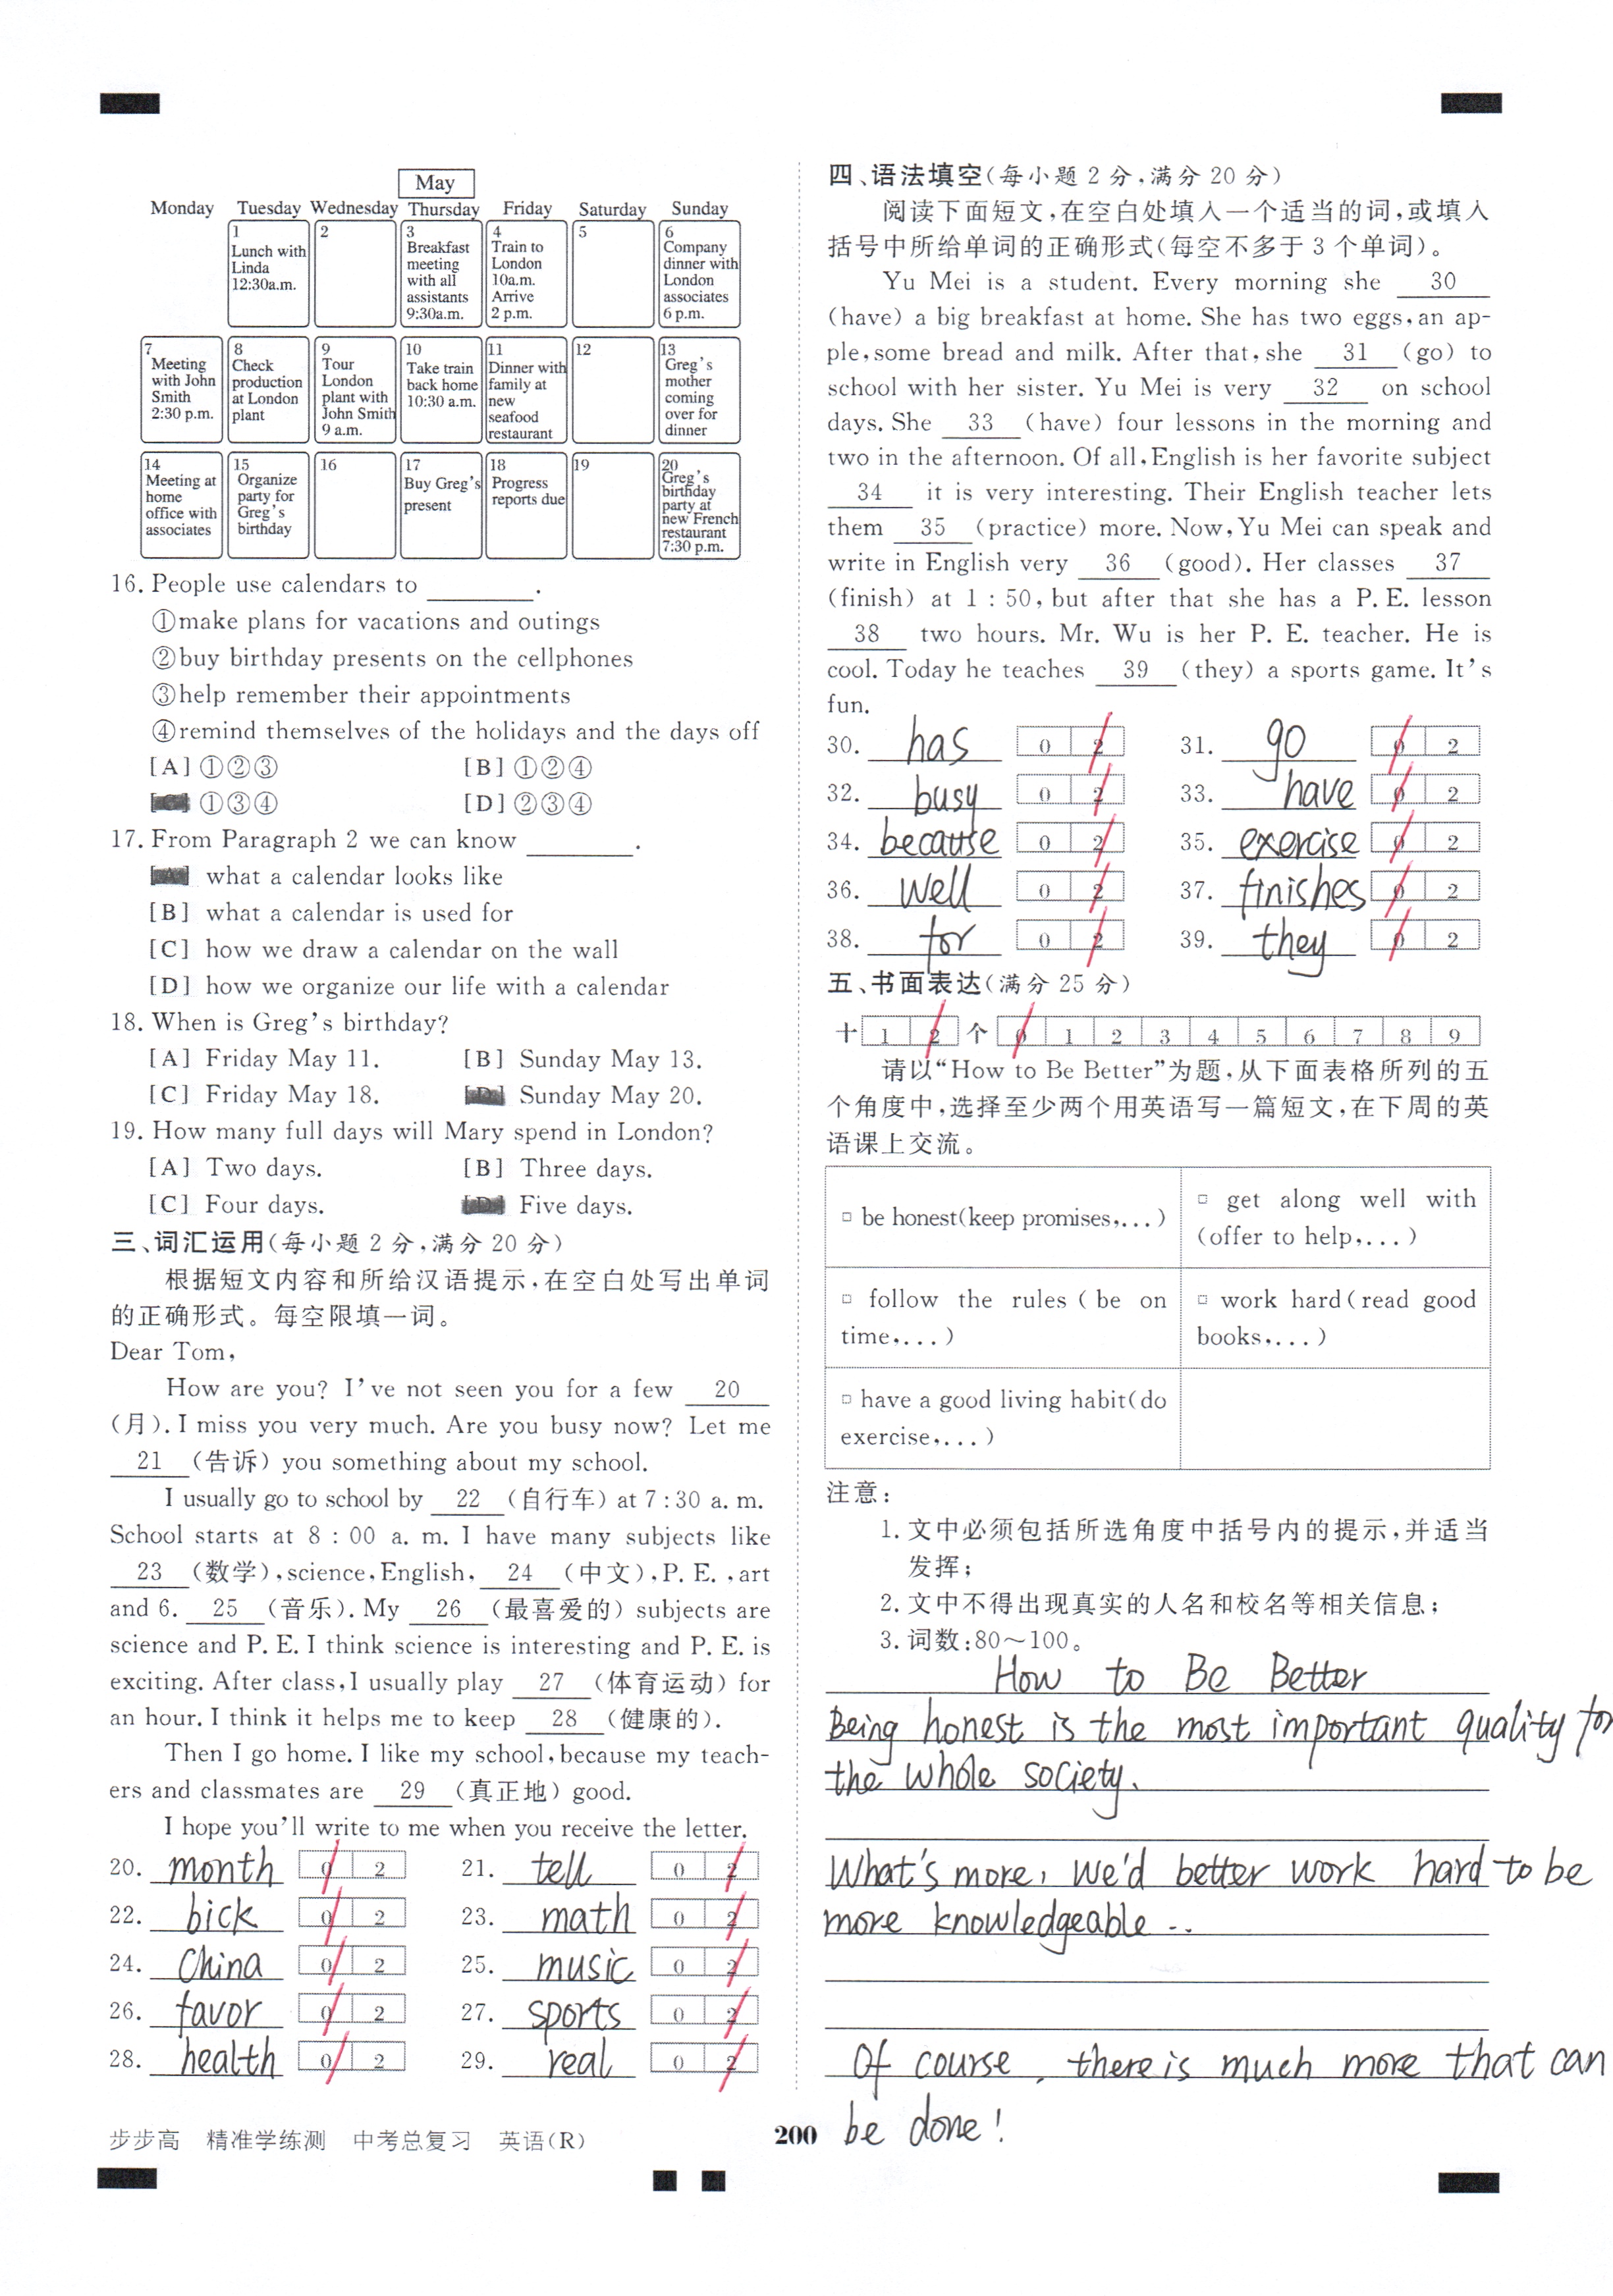 May
Monday Tuesday Wednesday Thursday Friday Saturday Sunday
1
Lunch with
Linda
12:30a.m.
2
3
Breakfast
meeting
with all
assistants
9:30a.m.
4
Train to
London
10a.m.
Arrive
2 p.m.
5
6
Company
dinner with
London
associates
6 p.m.
7
Meeting
with John
Smith
2:30 p.m.
8
Check
production
at London
plant
9
Tour
London
plant with
John Smith
9 a.m.
10
Take train
back home
10:30 a.m.
11
Dinner with
family at
new
seafood
restaurant
12
13
Greg's
mother
coming
over for
dinner
14
Meeting at
home
office with
associates
15
Organize
party for
Greg's
birthday
16
17
Buy Greg's
present
18
Progress
reports due
19
20
Greg's
birthday
party at
new French
restaurant
7:30 p.m.
16. People use calendars to ________.
①make plans for vacations and outings
②buy birthday presents on the cellphones
③help remember their appointments
④remind themselves of the holidays and the days off
[A] ①②③ [B] ①②④
[C] ①③④ [D] ②③④
17. From Paragraph 2 we can know ________.
[A] what a calendar looks like
[B] what a calendar is used for
[C] how we draw a calendar on the wall
[D] how we organize our life with a calendar
18. When is Greg's birthday?
[A] Friday May 11. [B] Sunday May 13.
[C] Friday May 18. [D] Sunday May 20.
19. How many full days will Mary spend in London?
[A] Two days. [B] Three days.
[C] Four days. [D] Five days.
三、词汇运用(每小题2分,满分20分)
根据短文内容和所给汉语提示,在空白处写出单词
的正确形式。每空限填一词。
Dear Tom,
How are you? I've not seen you for a few 20
(月). I miss you very much. Are you busy now? Let me
21 (告诉) you something about my school.
I usually go to school by 22 (自行车) at 7:30 a. m.
School starts at 8 : 00 a. m. I have many subjects like
23 (数学), science, English, 24 (中文), P. E. , art
and 6. 25 (音乐). My 26 (最喜爱的) subjects are
science and P. E. I think science is interesting and P. E. is
exciting. After class, I usually play 27 (体育运动) for
an hour. I think it helps me to keep 28 (健康的).
Then I go home. I like my school, because my teach-
ers and classmates are 29 (真正地) good.
I hope you'll write to me when you receive the letter.
20. month 0 2 21. tell 0 2
22. bick 0 2 23. math 0 2
24. China 0 2 25. music 0 2
26. favor 0 2 27. sports 0 2
28. health 0 2 29. real 0 2
四、语法填空(每小题2分,满分20分)
阅读下面短文,在空白处填入一个适当的词,或填入
括号中所给单词的正确形式(每空不多于3个单词)。
Yu Mei is a student. Every morning she 30
(have) a big breakfast at home. She has two eggs, an ap-
ple, some bread and milk. After that, she 31 (go) to
school with her sister. Yu Mei is very 32 on school
days. She 33 (have) four lessons in the morning and
two in the afternoon. Of all, English is her favorite subject
34 it is very interesting. Their English teacher lets
them 35 (practice) more. Now, Yu Mei can speak and
write in English very 36 (good). Her classes 37
(finish) at 1 : 50, but after that she has a P. E. lesson
38 two hours. Mr. Wu is her P. E. teacher. He is
cool. Today he teaches 39 (they) a sports game. It's
fun.
30. has 0 2 31. go 0 2
32. busy 0 2 33. have 0 2
34. because 0 2 35. exercise 0 2
36. well 0 2 37. finishes 0 2
38. for 0 2 39. they 0 2
五、书面表达(满分25分)
十 1 2 个 0 1 2 3 4 5 6 7 8 9
请以“How to Be Better”为题,从下面表格所列的五
个角度中,选择至少两个用英语写一篇短文,在下周的英
语课上交流。
□ be honest(keep promises,...)
□ get along well with
(offer to help,...)
□ follow the rules (be on
time,...)
□ work hard(read good
books,...)
□ have a good living habit(do
exercise,...)
注意:
1. 文中必须包括所选角度中括号内的提示,并适当
发挥;
2. 文中不得出现真实的人名和校名等相关信息;
3. 词数:80～100。
How to Be Better
Being honest is the most important quality for
the whole society.
What's more, we'd better work hard to be
more knowledgeable ..
Of course, there is much more that can
be done!
步步高 精准学练测 中考总复习 英语(R)
200